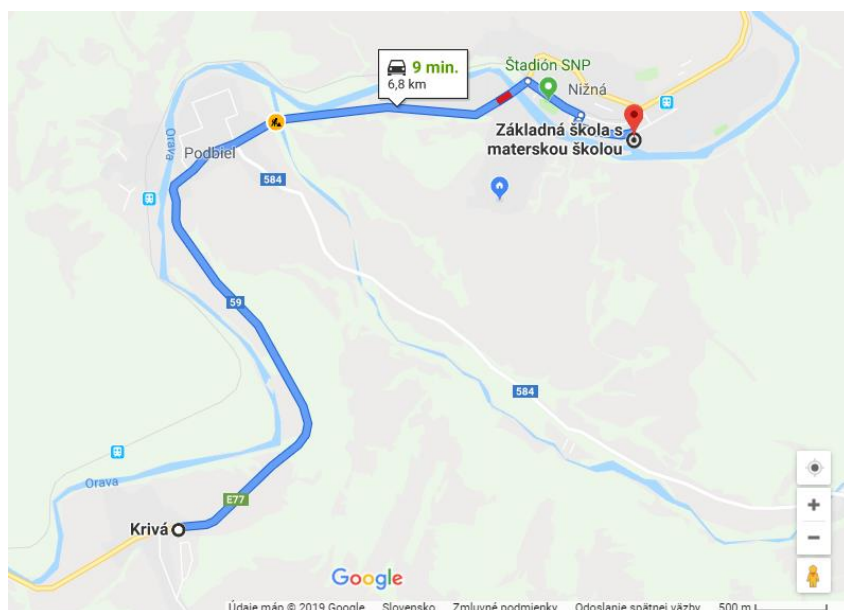 9 min.
6,8 km
Štadión SNP
Nižná
Základná škola s
materskou školou
Orava
Podbiel
584
59
584
E77
Orava
Krivá
Google
Údaje máp © 2019 Google Slovensko Zmluvné podmienky Odoslanie spätnej väzby 500 m